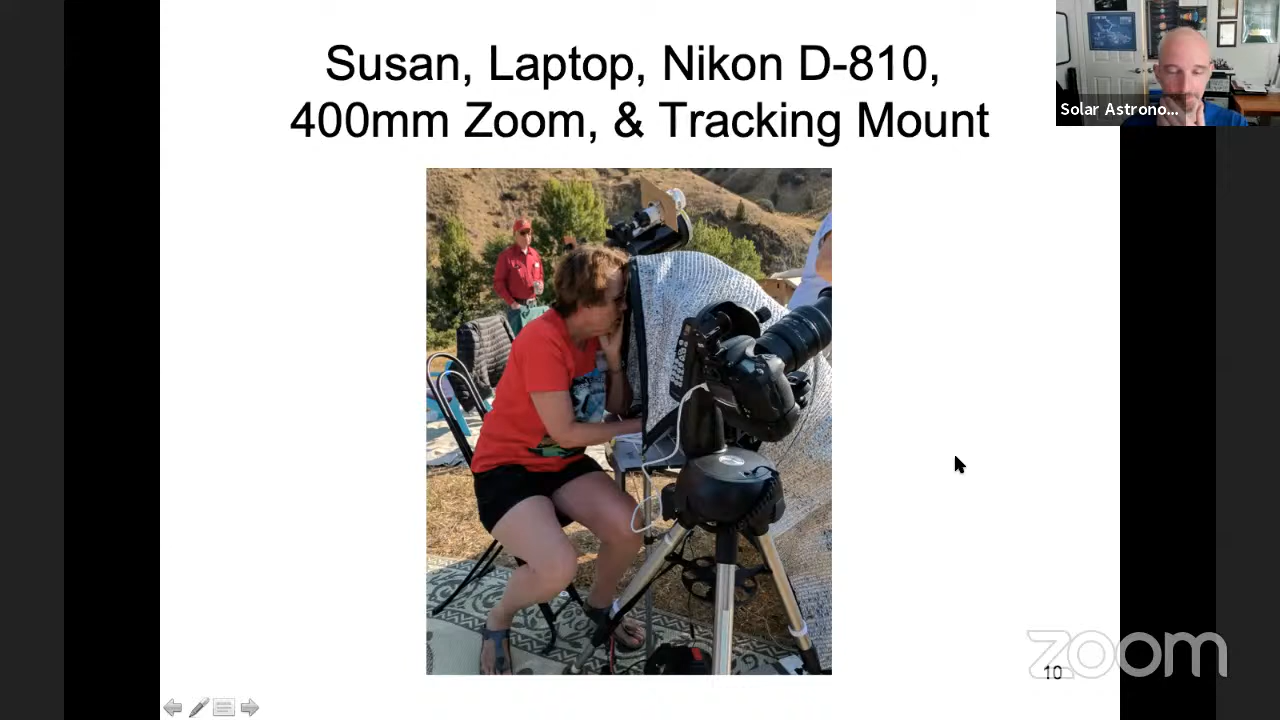 Susan, Laptop, Nikon D-810,
400mm Zoom, & Tracking Mount
Solar Astrono...
zoom
10